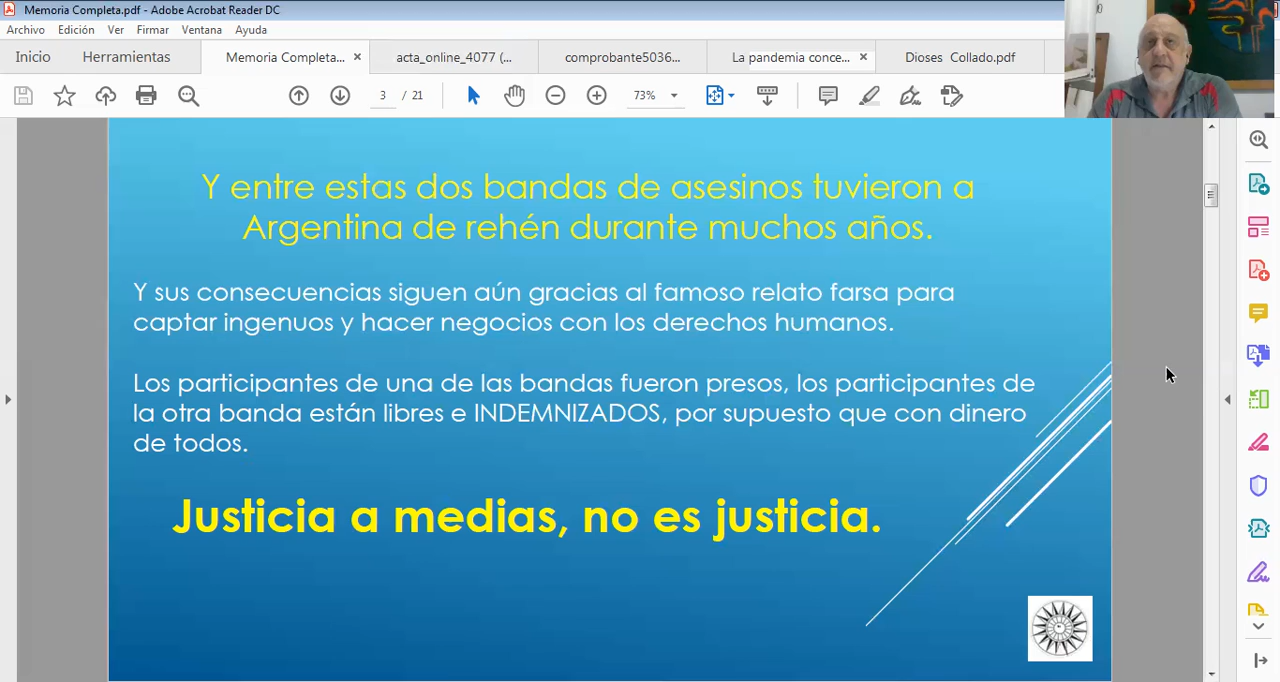 Memoria Completa.pdf - Adobe Acrobat Reader DC
Archivo Edición Ver Firmar Ventana Ayuda
Inicio Herramientas Memoria Completa... × acta_online_4077 (... comprobante5036... La pandemia conce... × Dioses Collado.pdf
3 / 21 73%
Y entre estas dos bandas de asesinos tuvieron a
Argentina de rehén durante muchos años.
Y sus consecuencias siguen aún gracias al famoso relato farsa para
captar ingenuos y hacer negocios con los derechos humanos.
Los participantes de una de las bandas fueron presos, los participantes de
la otra banda están libres e INDEMNIZADOS, por supuesto que con dinero
de todos.
Justicia a medias, no es justicia.